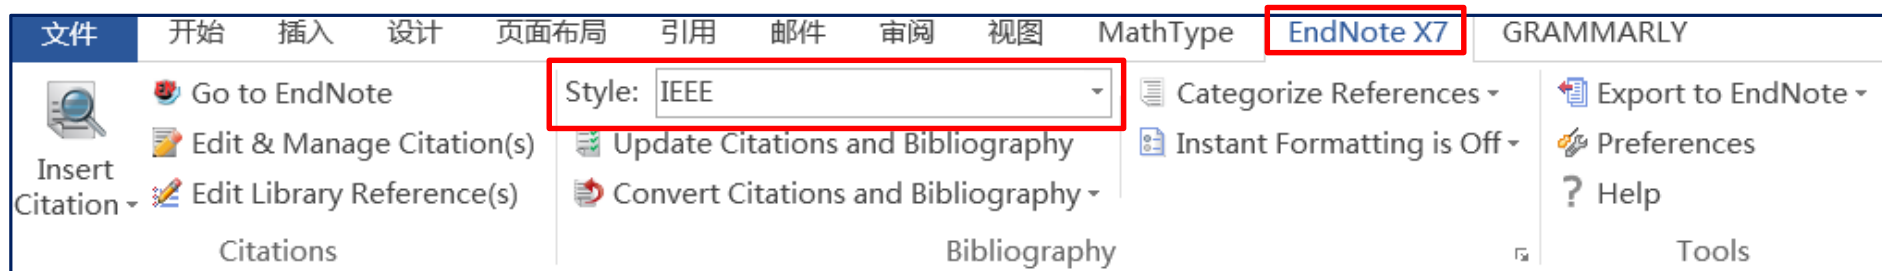 文件 开始 插入 设计 页面布局 引用 邮件 审阅 视图 MathType EndNote X7 GRAMMARLY
Insert Citation
Go to EndNote
Edit & Manage Citation(s)
Edit Library Reference(s)
Citations
Style: IEEE
Update Citations and Bibliography
Convert Citations and Bibliography
Categorize References
Instant Formatting is Off
Bibliography
Export to EndNote
Preferences
? Help
Tools